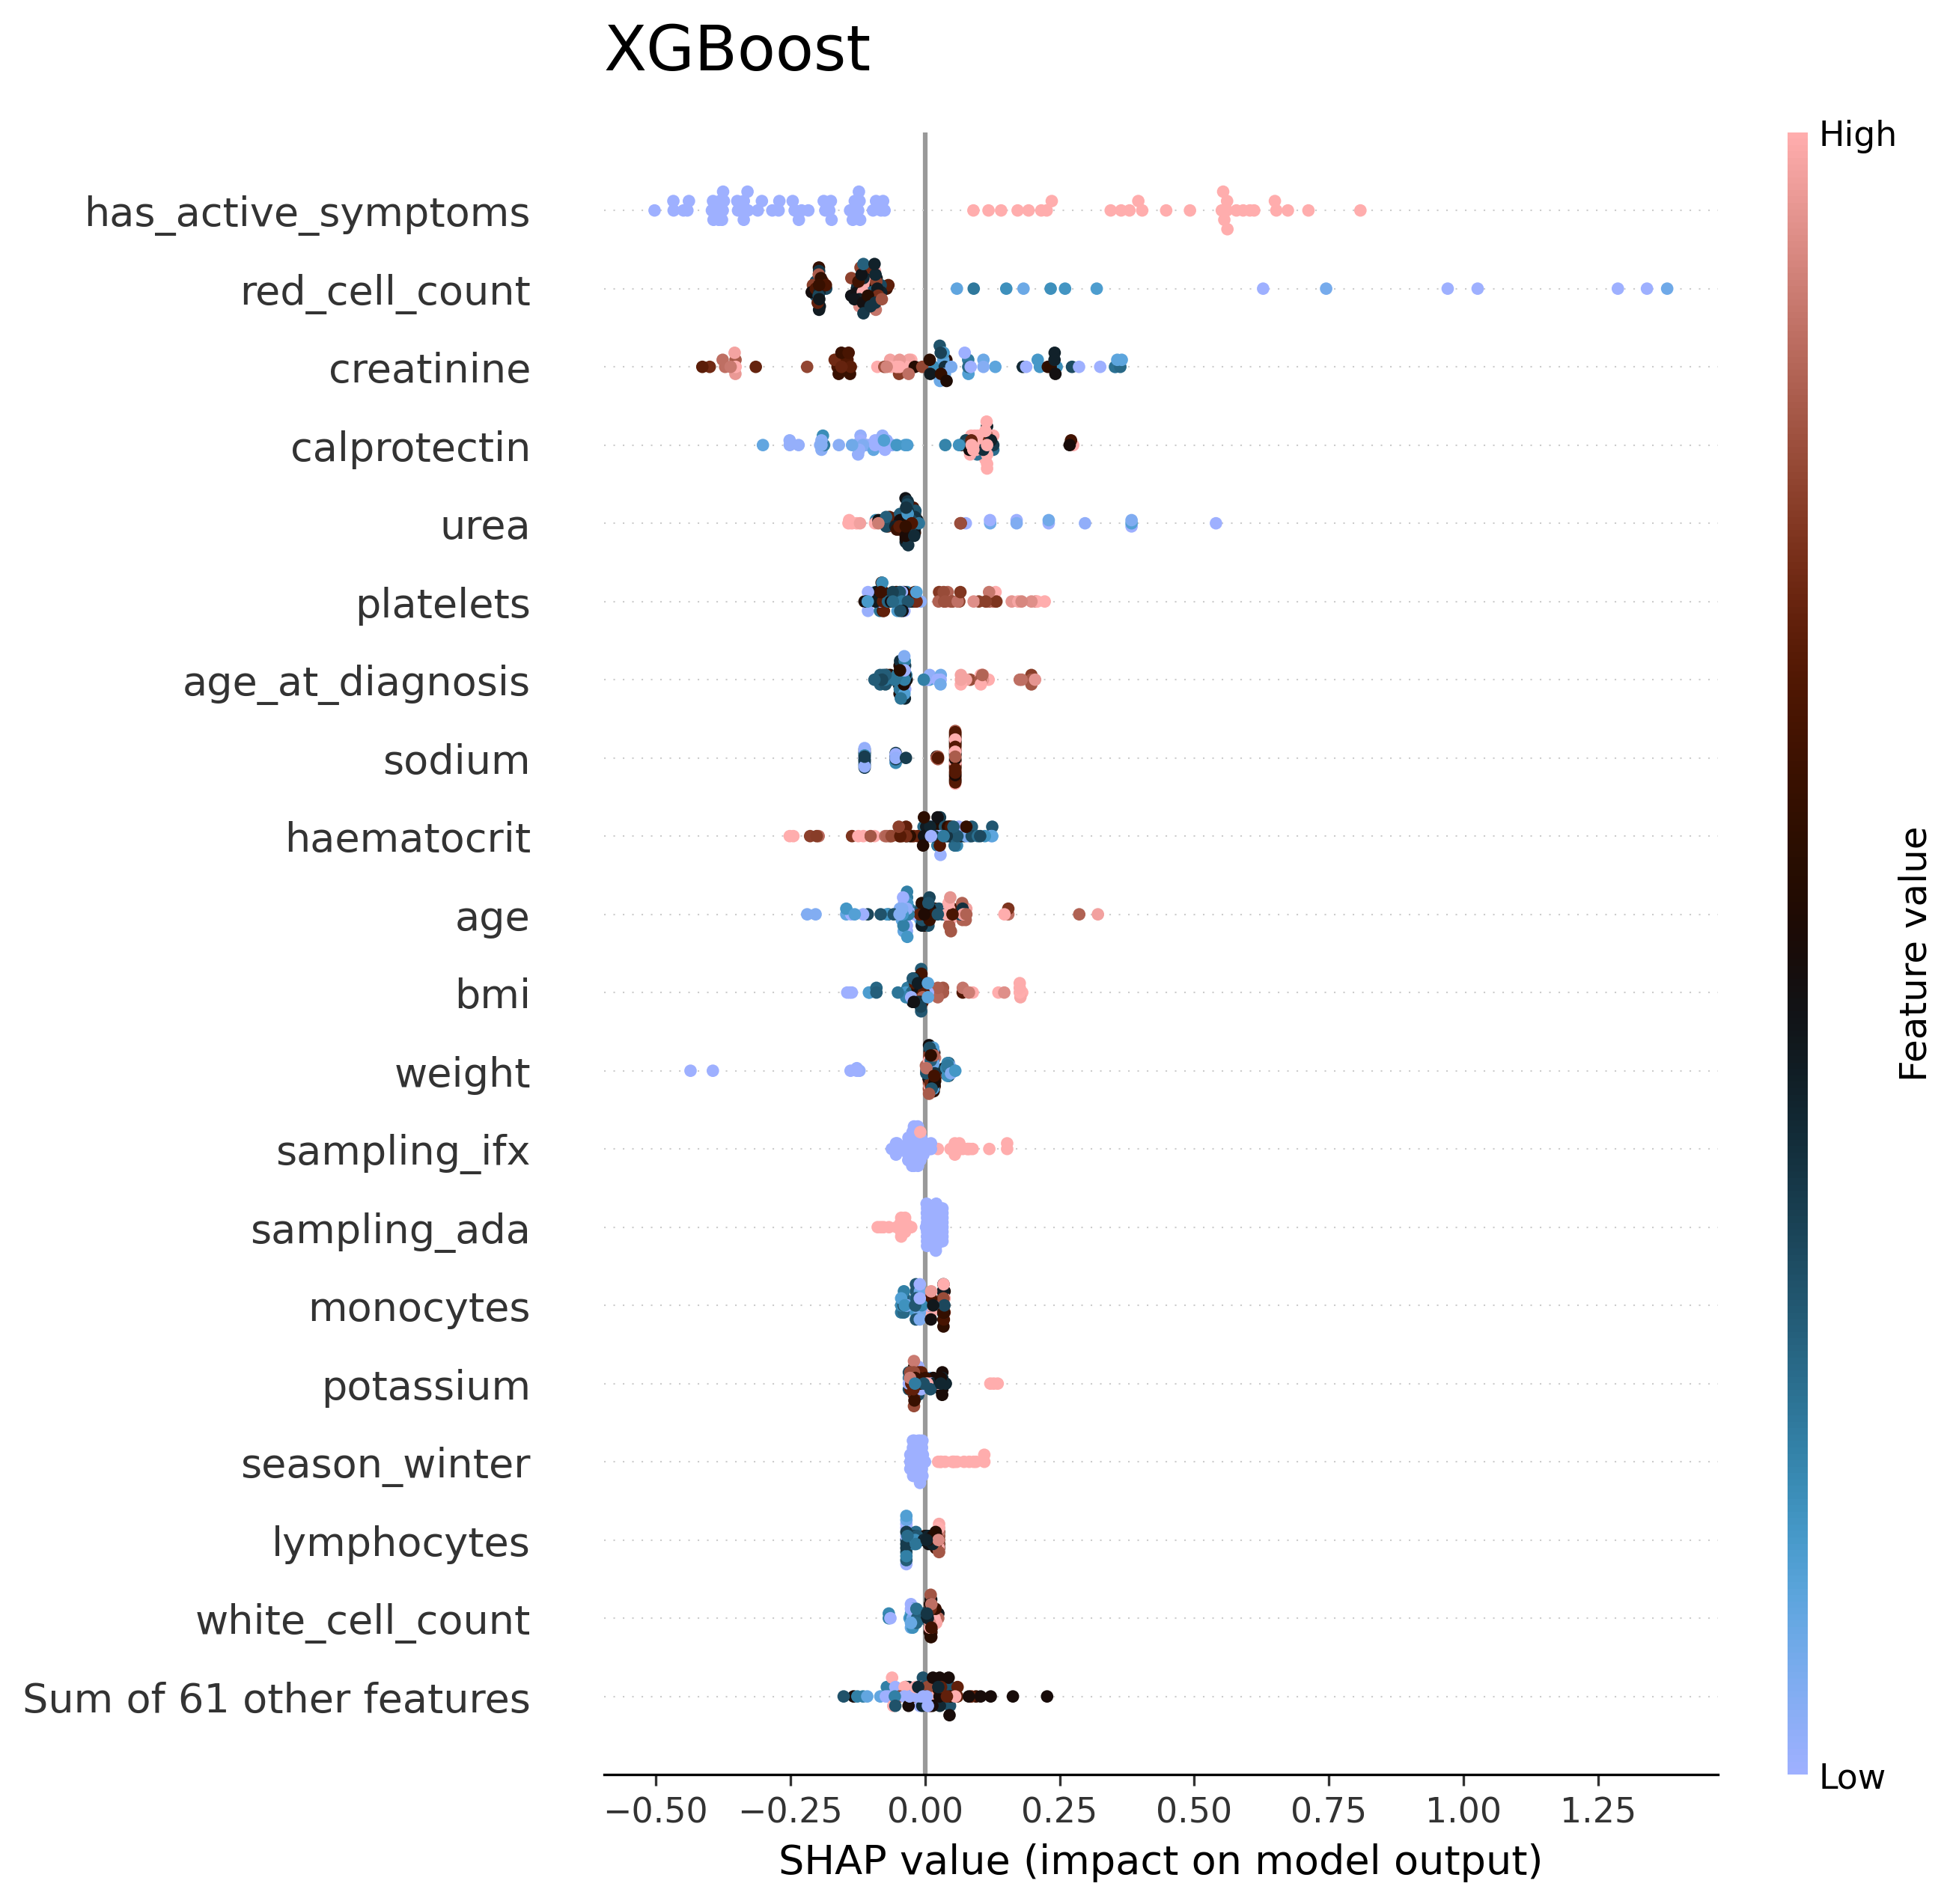 XGBoost
High
has_active_symptoms
red_cell_count
creatinine
calprotectin
urea
platelets
age_at_diagnosis
sodium
haematocrit
age
bmi
weight
sampling_ifx
sampling_ada
monocytes
potassium
season_winter
lymphocytes
white_cell_count
Sum of 61 other features
Feature value
Low
−0.50 −0.25 0.00 0.25 0.50 0.75 1.00 1.25
SHAP value (impact on model output)